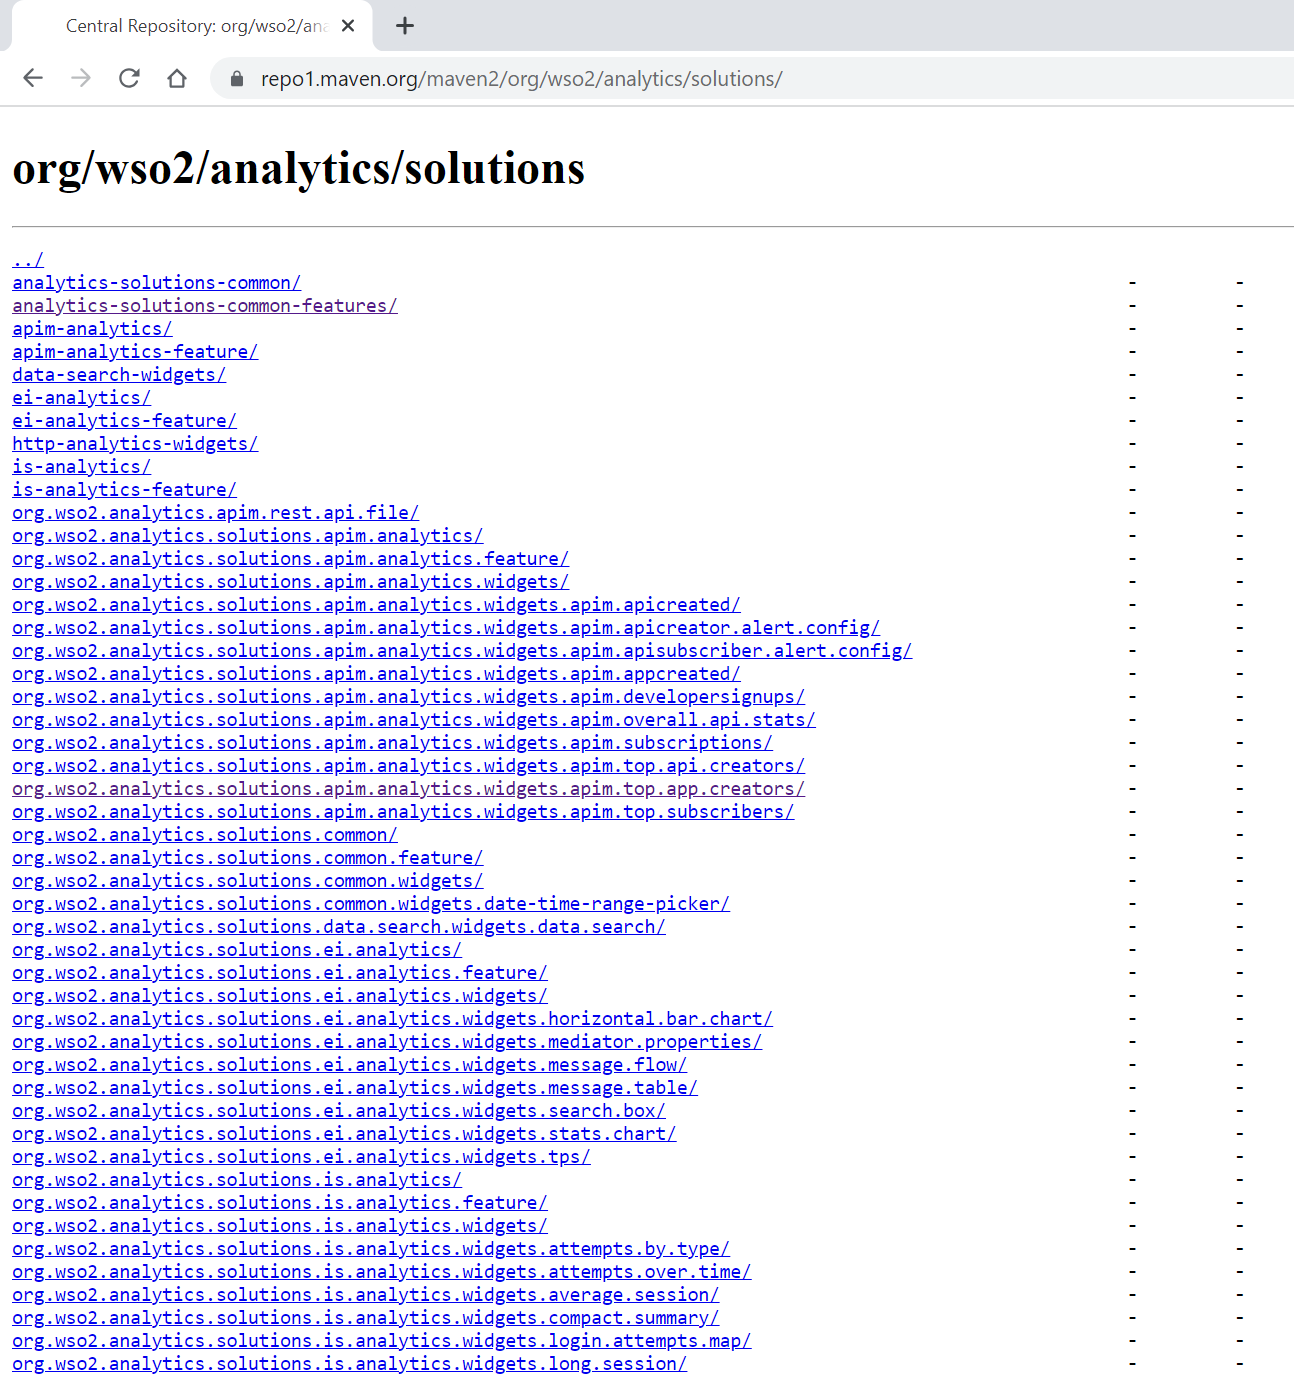 Central Repository: org/wso2/ana
repo1.maven.org/maven2/org/wso2/analytics/solutions/
org/wso2/analytics/solutions
../
analytics-solutions-common/ - -
analytics-solutions-common-features/ - -
apim-analytics/ - -
apim-analytics-feature/ - -
data-search-widgets/ - -
ei-analytics/ - -
ei-analytics-feature/ - -
http-analytics-widgets/ - -
is-analytics/ - -
is-analytics-feature/ - -
org.wso2.analytics.apim.rest.api.file/ - -
org.wso2.analytics.solutions.apim.analytics/ - -
org.wso2.analytics.solutions.apim.analytics.feature/ - -
org.wso2.analytics.solutions.apim.analytics.widgets/ - -
org.wso2.analytics.solutions.apim.analytics.widgets.apim.apicreated/ - -
org.wso2.analytics.solutions.apim.analytics.widgets.apim.apicreator.alert.config/ - -
org.wso2.analytics.solutions.apim.analytics.widgets.apim.apisubscriber.alert.config/ - -
org.wso2.analytics.solutions.apim.analytics.widgets.apim.appcreated/ - -
org.wso2.analytics.solutions.apim.analytics.widgets.apim.developersignups/ - -
org.wso2.analytics.solutions.apim.analytics.widgets.apim.overall.api.stats/ - -
org.wso2.analytics.solutions.apim.analytics.widgets.apim.subscriptions/ - -
org.wso2.analytics.solutions.apim.analytics.widgets.apim.top.api.creators/ - -
org.wso2.analytics.solutions.apim.analytics.widgets.apim.top.app.creators/ - -
org.wso2.analytics.solutions.apim.analytics.widgets.apim.top.subscribers/ - -
org.wso2.analytics.solutions.common/ - -
org.wso2.analytics.solutions.common.feature/ - -
org.wso2.analytics.solutions.common.widgets/ - -
org.wso2.analytics.solutions.common.widgets.date-time-range-picker/ - -
org.wso2.analytics.solutions.data.search.widgets.data.search/ - -
org.wso2.analytics.solutions.ei.analytics/ - -
org.wso2.analytics.solutions.ei.analytics.feature/ - -
org.wso2.analytics.solutions.ei.analytics.widgets/ - -
org.wso2.analytics.solutions.ei.analytics.widgets.horizontal.bar.chart/ - -
org.wso2.analytics.solutions.ei.analytics.widgets.mediator.properties/ - -
org.wso2.analytics.solutions.ei.analytics.widgets.message.flow/ - -
org.wso2.analytics.solutions.ei.analytics.widgets.message.table/ - -
org.wso2.analytics.solutions.ei.analytics.widgets.search.box/ - -
org.wso2.analytics.solutions.ei.analytics.widgets.stats.chart/ - -
org.wso2.analytics.solutions.ei.analytics.widgets.tps/ - -
org.wso2.analytics.solutions.is.analytics/ - -
org.wso2.analytics.solutions.is.analytics.feature/ - -
org.wso2.analytics.solutions.is.analytics.widgets/ - -
org.wso2.analytics.solutions.is.analytics.widgets.attempts.by.type/ - -
org.wso2.analytics.solutions.is.analytics.widgets.attempts.over.time/ - -
org.wso2.analytics.solutions.is.analytics.widgets.average.session/ - -
org.wso2.analytics.solutions.is.analytics.widgets.compact.summary/ - -
org.wso2.analytics.solutions.is.analytics.widgets.login.attempts.map/ - -
org.wso2.analytics.solutions.is.analytics.widgets.long.session/ - -